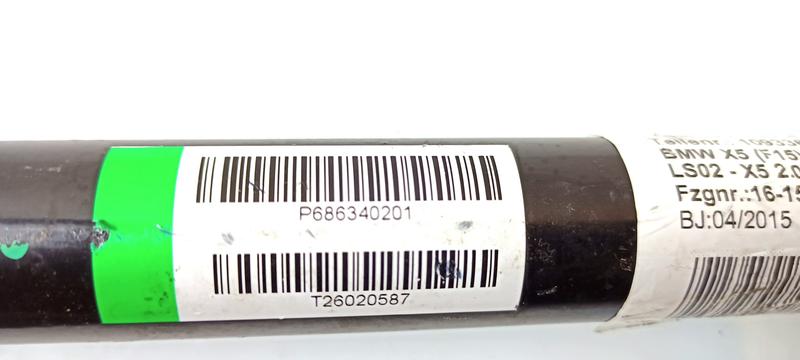 P686340201
T26020587
BMW X5 (F15)
LS02 - X5 2.0
Fzgnr.:16-15
BJ:04/2015